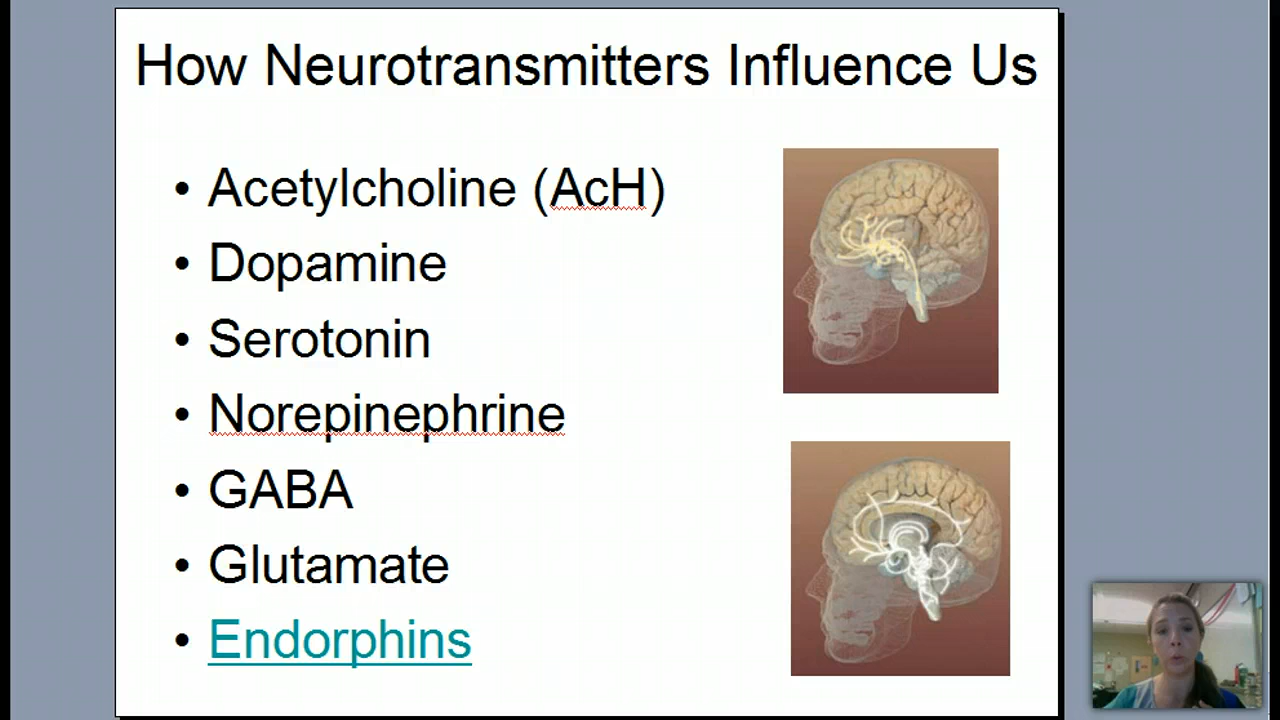 How Neurotransmitters Influence Us
• Acetylcholine (AcH)
• Dopamine
• Serotonin
• Norepinephrine
• GABA
• Glutamate
• Endorphins